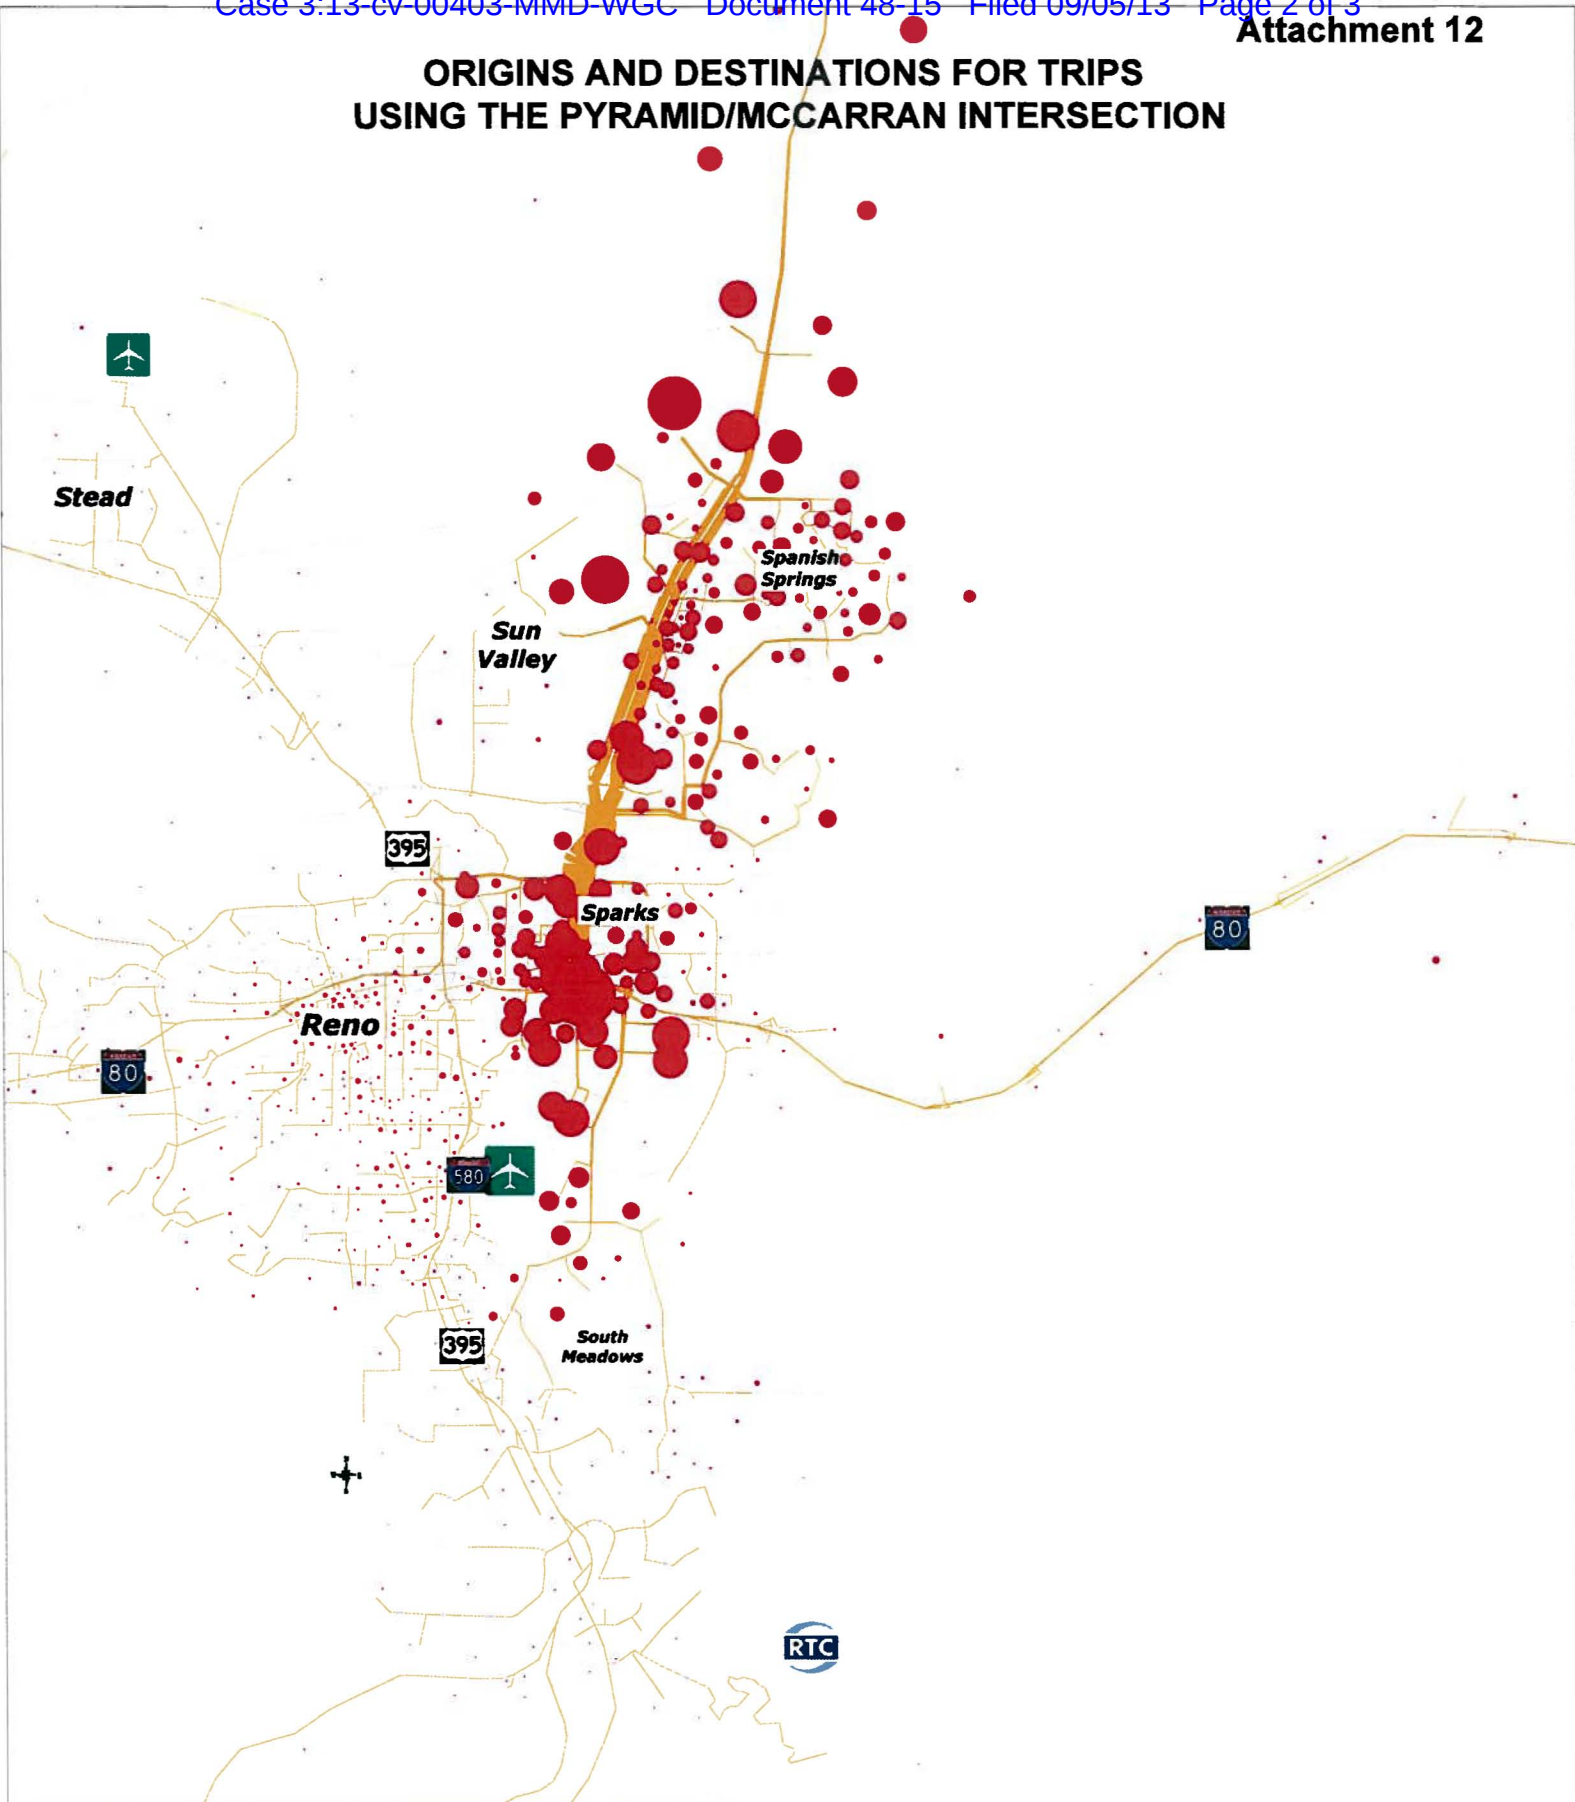 Case 3:13-cv-00403-MMD-WGC Document 48-15 Filed 09/05/13 Page 2 of 3
Attachment 12
ORIGINS AND DESTINATIONS FOR TRIPS
USING THE PYRAMID/MCCARRAN INTERSECTION
Stead
Spanish
Springs
Sun
Valley
395
Sparks
80
Reno
80
580
395
South
Meadows
RTC